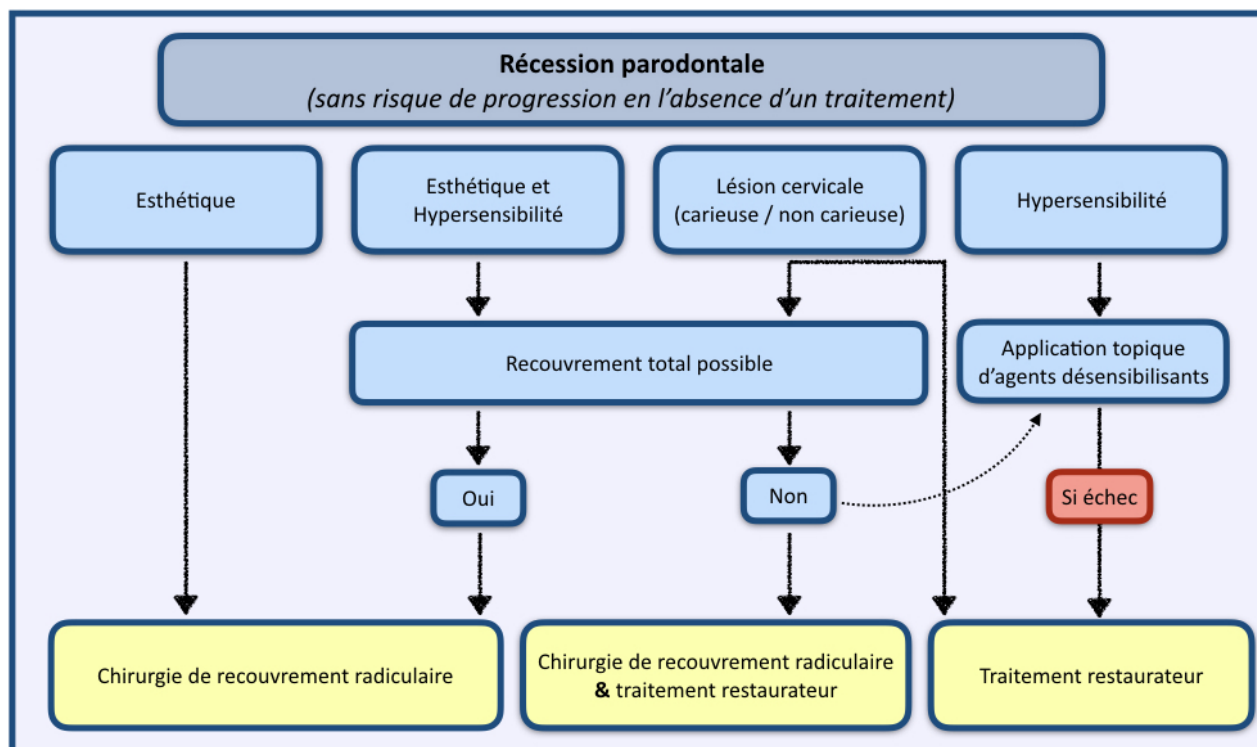 Récession parodontale
(sans risque de progression en l'absence d'un traitement)
Esthétique
Esthétique et
Hypersensibilité
Lésion cervicale
(carieuse / non carieuse)
Hypersensibilité
Recouvrement total possible
Application topique
d'agents désensibilisants
Oui
Non
Si échec
Chirurgie de recouvrement radiculaire
Chirurgie de recouvrement radiculaire
& traitement restaurateur
Traitement restaurateur